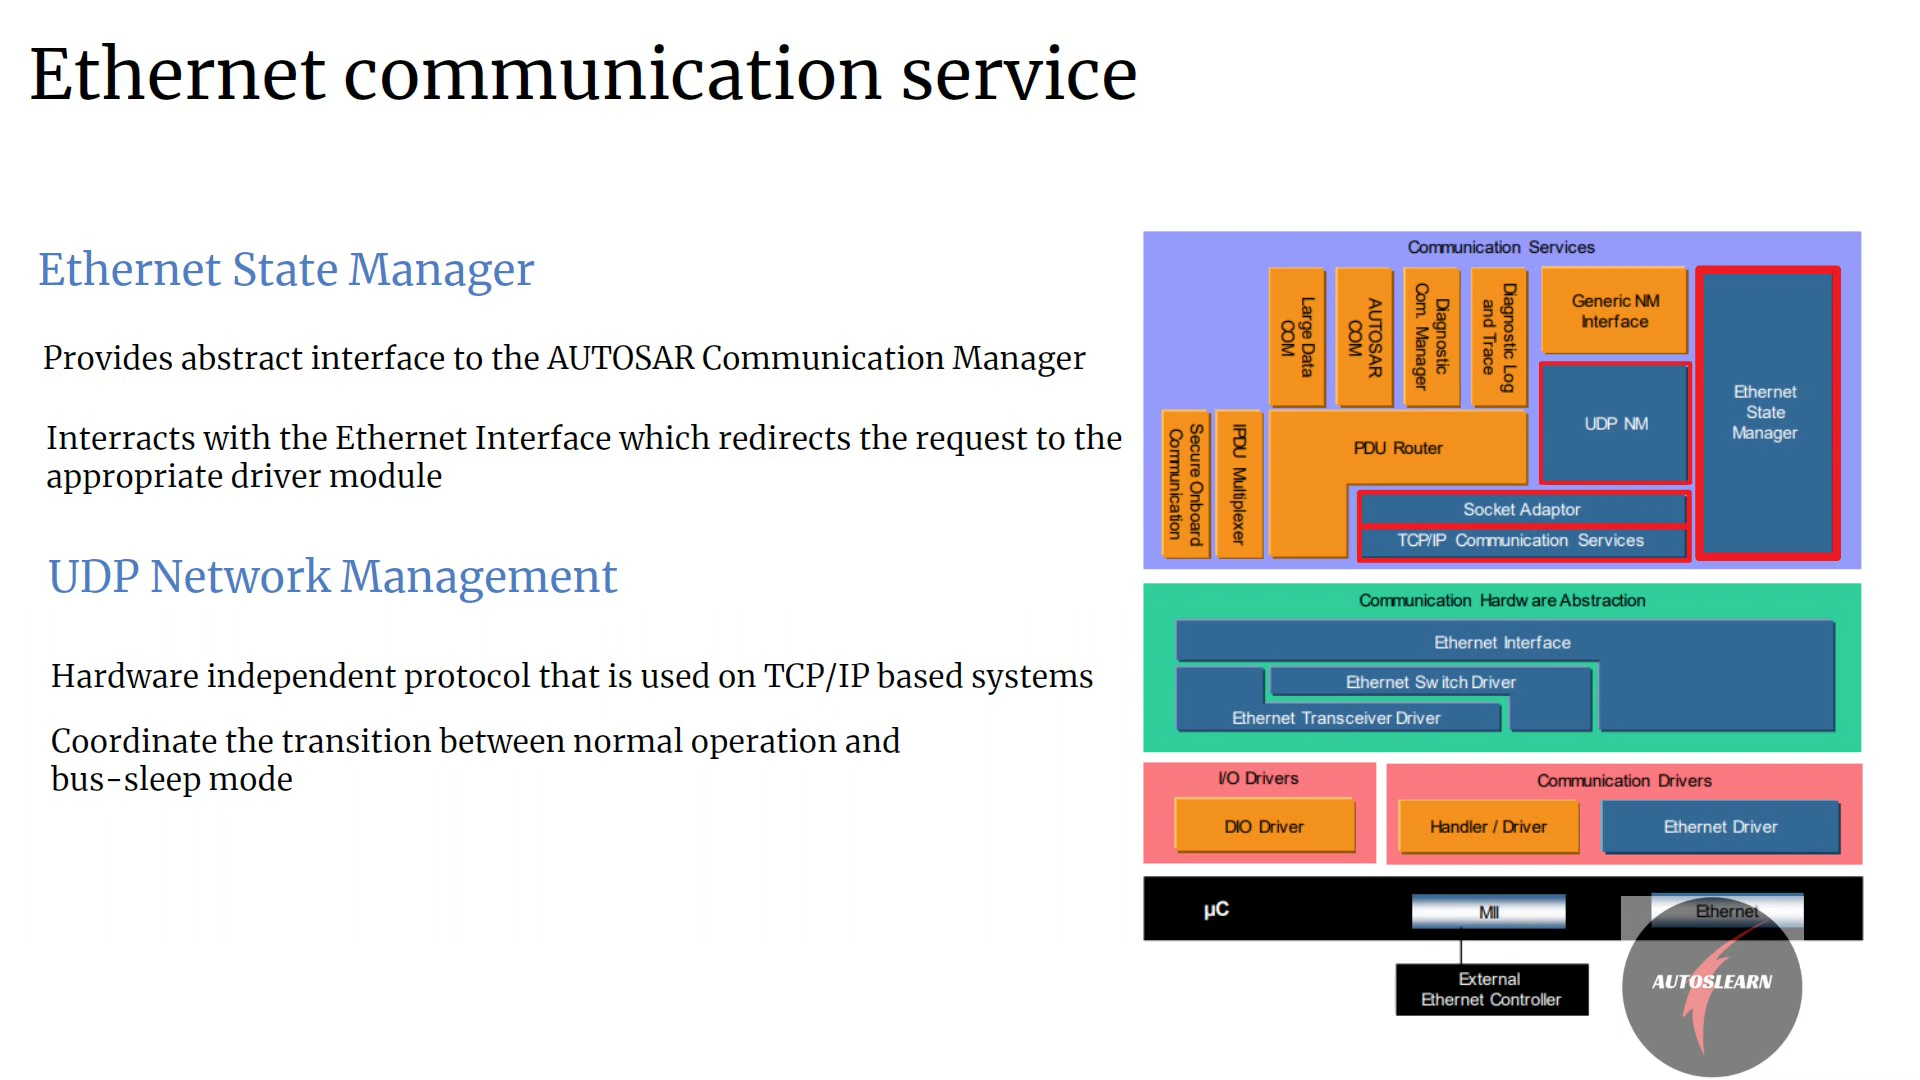 Ethernet communication service
Ethernet State Manager
Provides abstract interface to the AUTOSAR Communication Manager
Interracts with the Ethernet Interface which redirects the request to the
appropriate driver module
UDP Network Management
Hardware independent protocol that is used on TCP/IP based systems
Coordinate the transition between normal operation and
bus-sleep mode
Communication Services
Large Data
COM
AUTOSAR
COM
Diagnostic
Com. Manager
Diagnostic Log
and Trace
Generic NM
Interface
Ethernet
State
Manager
UDP NM
Secure Onboard
Communication
IPDU Multiplexer
PDU Router
Socket Adaptor
TCP/IP Communication Services
Communication Hardware Abstraction
Ethernet Interface
Ethernet Switch Driver
Ethernet Transceiver Driver
I/O Drivers
DIO Driver
Communication Drivers
Handler / Driver
Ethernet Driver
µC
MII
Ethernet
External
Ethernet Controller
AUTOSLEARN